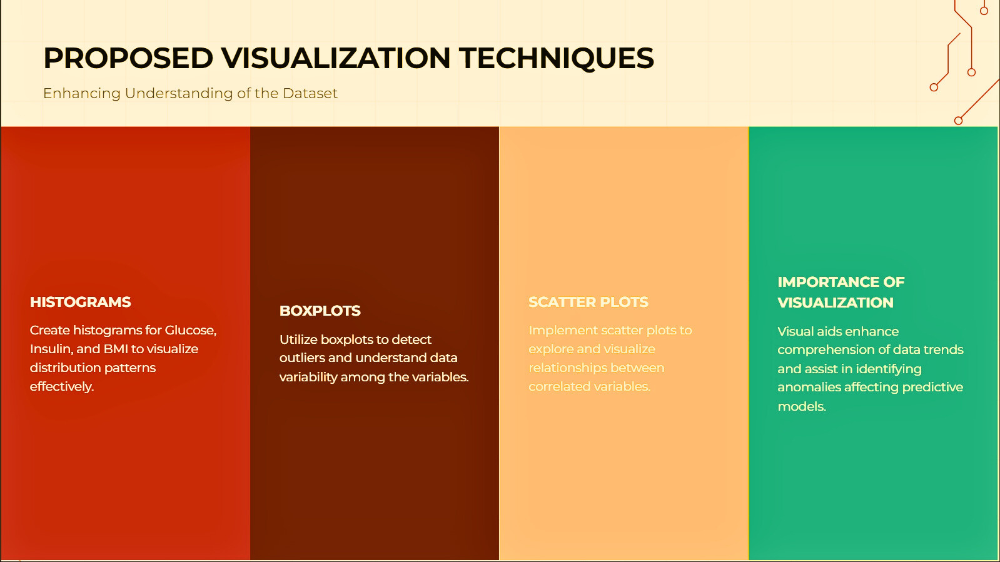 PROPOSED VISUALIZATION TECHNIQUES
Enhancing Understanding of the Dataset
HISTOGRAMS
Create histograms for Glucose,
Insulin, and BMI to visualize
distribution patterns
effectively.
BOXPLOTS
Utilize boxplots to detect
outliers and understand data
variability among the variables.
SCATTER PLOTS
Implement scatter plots to
explore and visualize
relationships between
correlated variables.
IMPORTANCE OF
VISUALIZATION
Visual aids enhance
comprehension of data trends
and assist in identifying
anomalies affecting predictive
models.